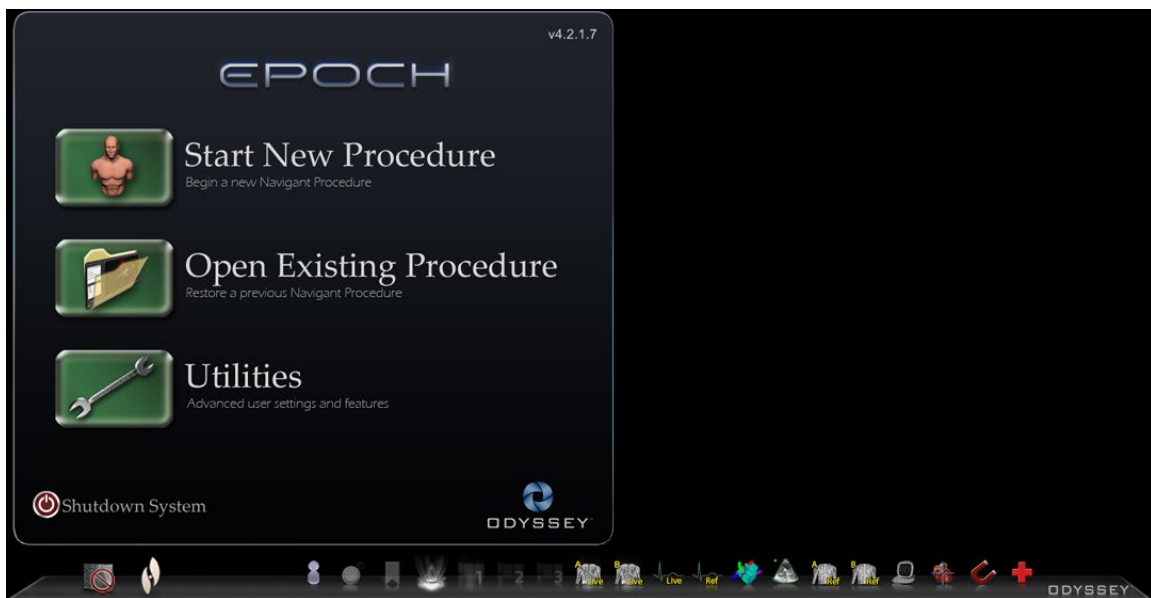 v4.2.1.7
EPOCH
Start New Procedure
Begin a new Navigant Procedure
Open Existing Procedure
Restore a previous Navigant Procedure
Utilities
Advanced user settings and features
Shutdown System
ODYSSEY
1 2 3 A Live B Live Live Ref A Ref B Ref
ODYSSEY